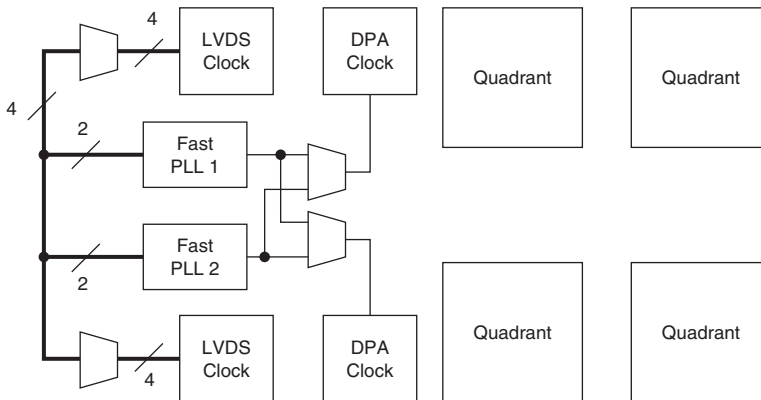 4
LVDS
Clock
DPA
Clock
Quadrant
Quadrant
4
2
Fast
PLL 1
Fast
PLL 2
2
LVDS
Clock
4
DPA
Clock
Quadrant
Quadrant